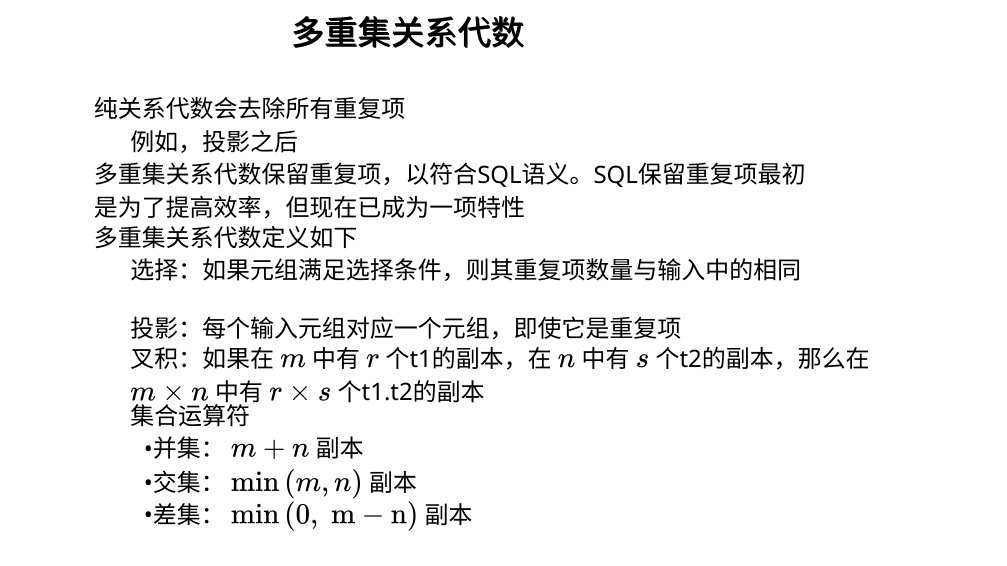 多重集关系代数
纯关系代数会去除所有重复项
例如，投影之后
多重集关系代数保留重复项，以符合SQL语义。SQL保留重复项最初
是为了提高效率，但现在已成为一项特性
多重集关系代数定义如下
选择：如果元组满足选择条件，则其重复项数量与输入中的相同
投影：每个输入元组对应一个元组，即使它是重复项
叉积：如果在 m 中有 r 个t1的副本，在 n 中有 s 个t2的副本，那么在
m × n 中有 r × s 个t1.t2的副本
集合运算符
•并集： m + n 副本
•交集： min (m, n) 副本
•差集： min (0, m − n) 副本